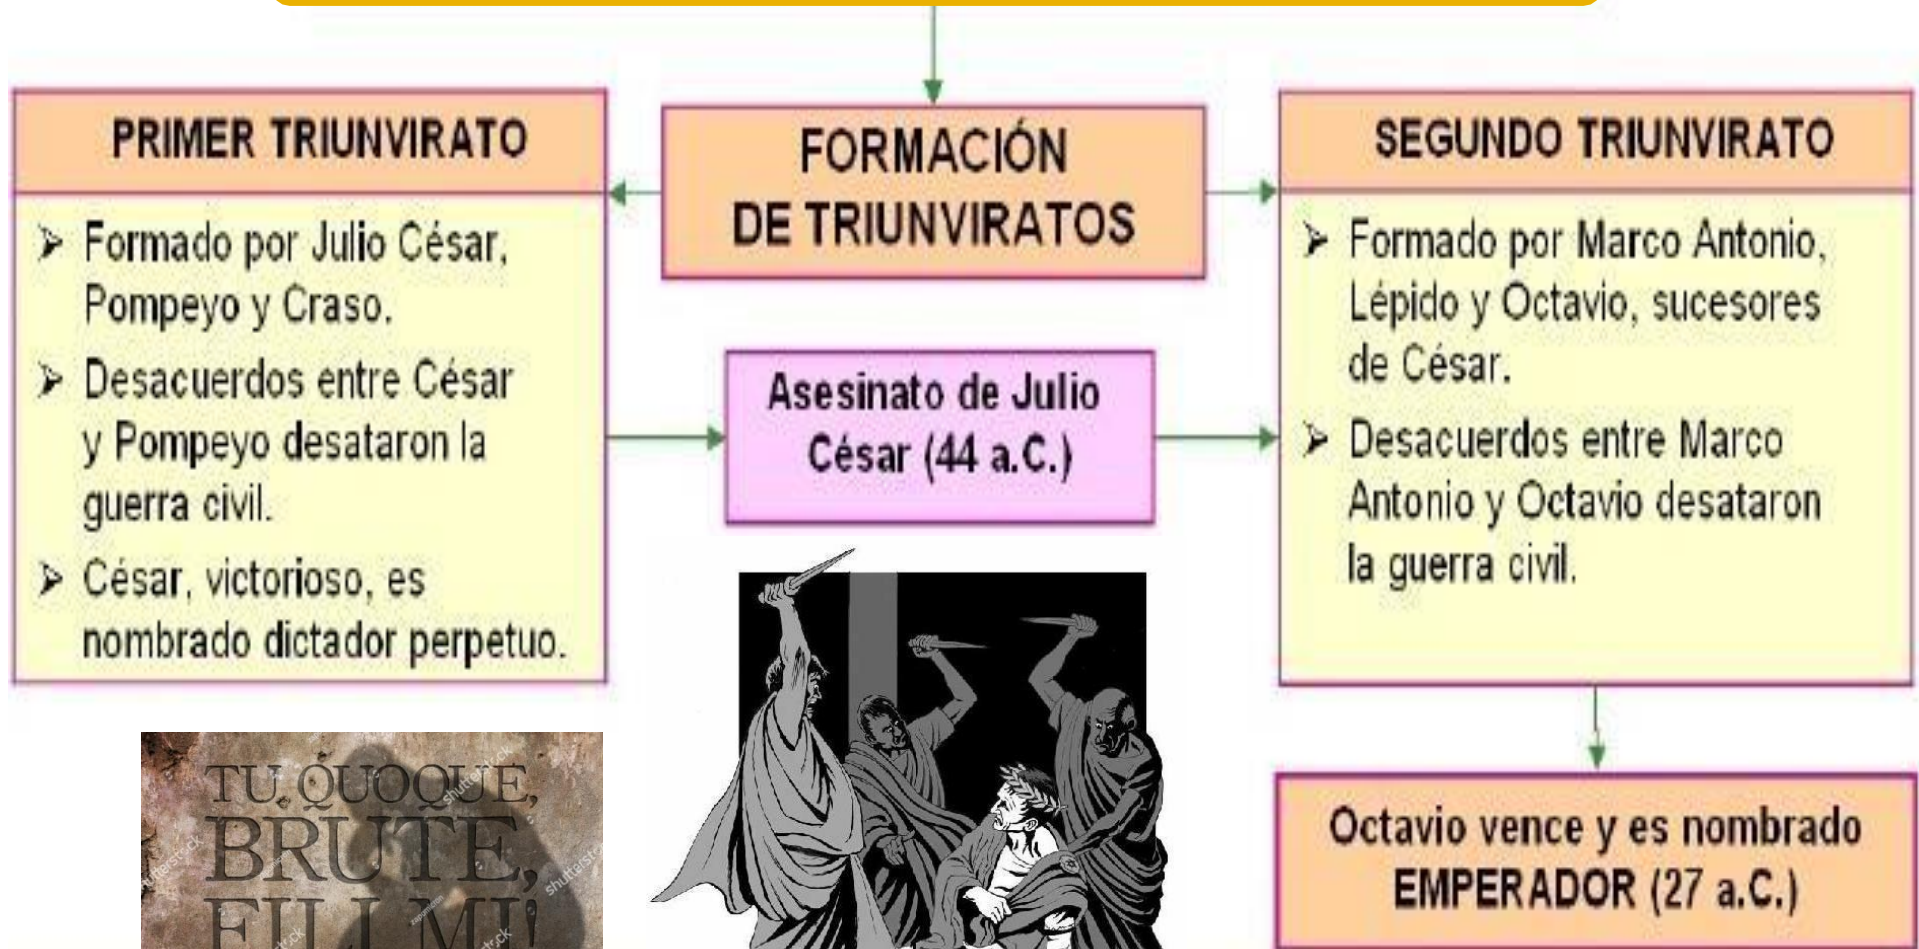 FORMACIÓN
DE TRIUNVIRATOS
PRIMER TRIUNVIRATO
➢ Formado por Julio César,
Pompeyo y Craso.
➢ Desacuerdos entre César
y Pompeyo desataron la
guerra civil.
➢ César, victorioso, es
nombrado dictador perpetuo.
Asesinato de Julio
César (44 a.C.)
SEGUNDO TRIUNVIRATO
➢ Formado por Marco Antonio,
Lépido y Octavio, sucesores
de César.
➢ Desacuerdos entre Marco
Antonio y Octavio desataron
la guerra civil.
Octavio vence y es nombrado
EMPERADOR (27 a.C.)
TU QUOQUE,
BRUTE,
FILI MI!
shutterstock